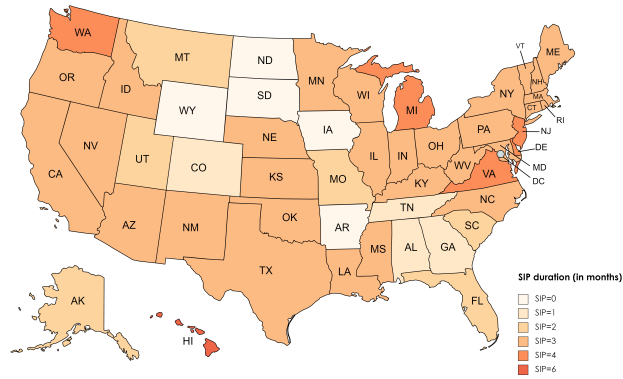 WA
MT
ND
MN
ME
VT
NH
OR
ID
SD
WI
MI
NY
MA
CT
RI
WY
IA
PA
NJ
NE
OH
DE
NV
UT
CO
IL
IN
WV
MD
DC
CA
KS
MO
KY
VA
NC
AZ
NM
OK
AR
TN
SC
MS
AL
GA
TX
LA
FL
AK
HI
SIP duration (in months)
SIP=0
SIP=1
SIP=2
SIP=3
SIP=4
SIP=6